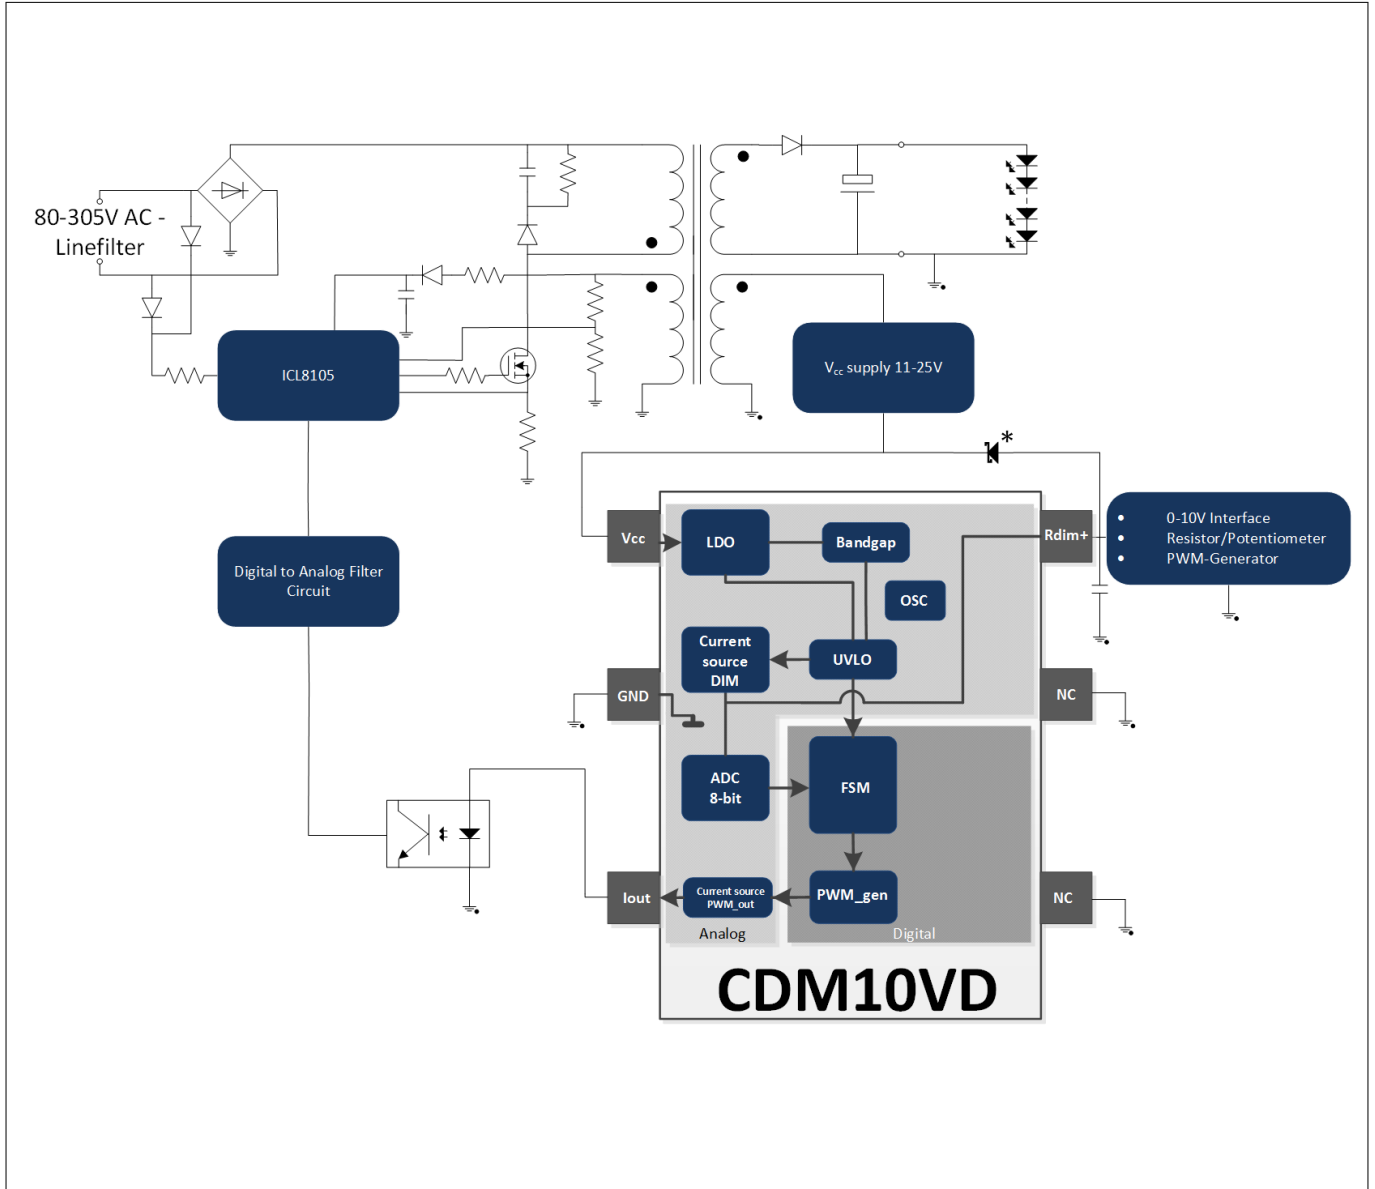 80-305V AC -
Linefilter
ICL8105
V_cc supply 11-25V
*
Digital to Analog Filter
Circuit
Vcc
LDO
Bandgap
OSC
Rdim+
• 0-10V Interface
• Resistor/Potentiometer
• PWM-Generator
Current
source
DIM
UVLO
GND
NC
ADC
8-bit
FSM
Iout
Current source
PWM_out
PWM_gen
NC
Analog
Digital
CDM10VD